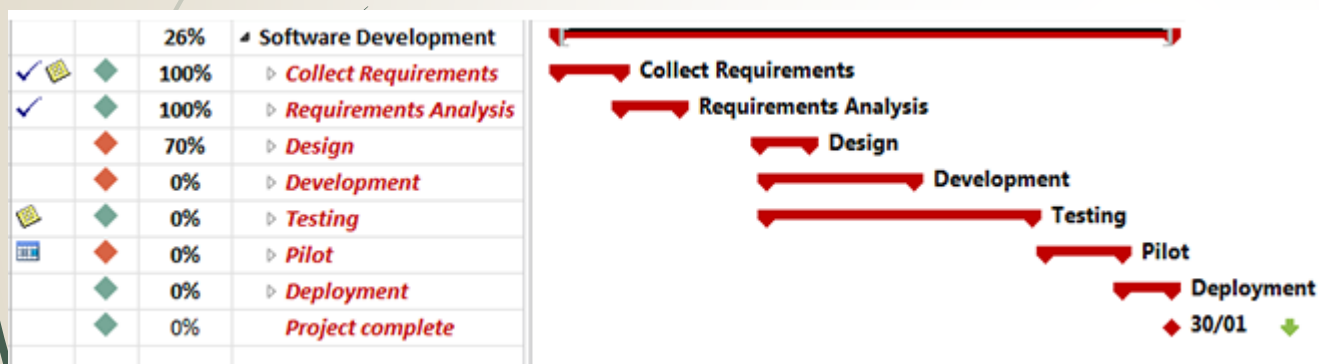 26% Software Development
100% Collect Requirements Collect Requirements
100% Requirements Analysis Requirements Analysis
70% Design Design
0% Development Development
0% Testing Testing
0% Pilot Pilot
0% Deployment Deployment
0% Project complete 30/01